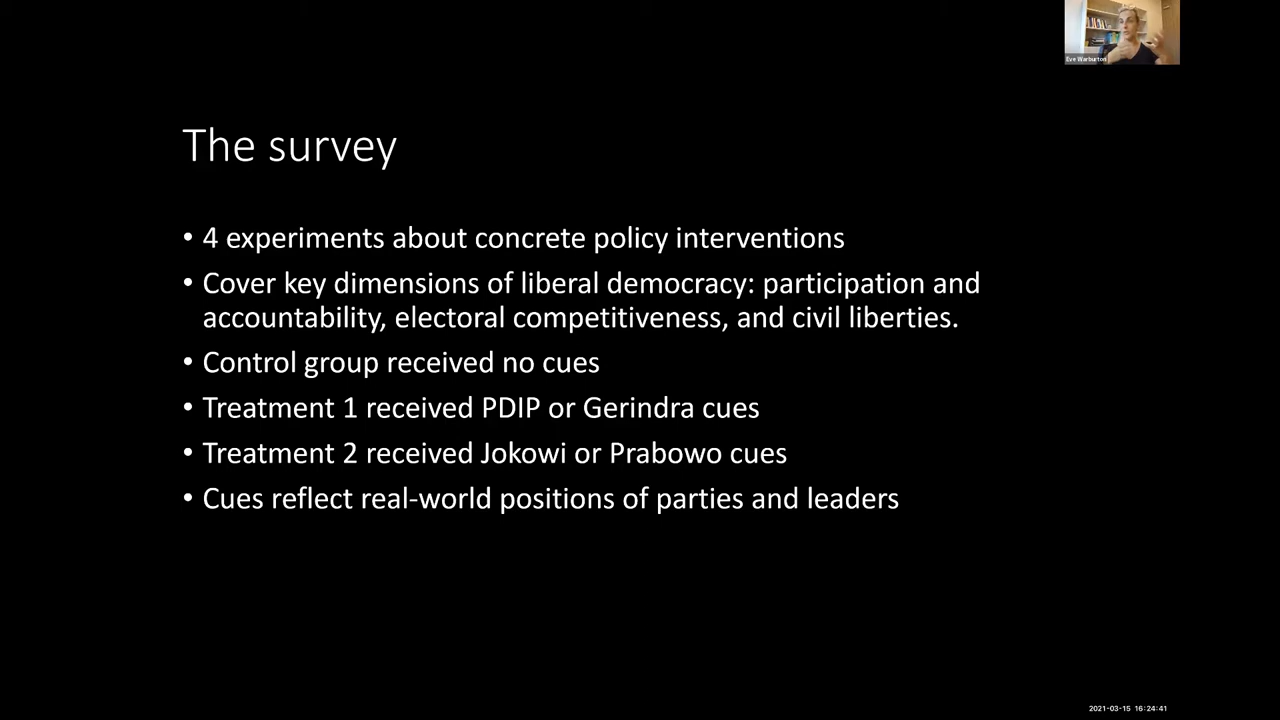 Eve Warburton
The survey
• 4 experiments about concrete policy interventions
• Cover key dimensions of liberal democracy: participation and
accountability, electoral competitiveness, and civil liberties.
• Control group received no cues
• Treatment 1 received PDIP or Gerindra cues
• Treatment 2 received Jokowi or Prabowo cues
• Cues reflect real-world positions of parties and leaders
2021-03-15 16:24:41